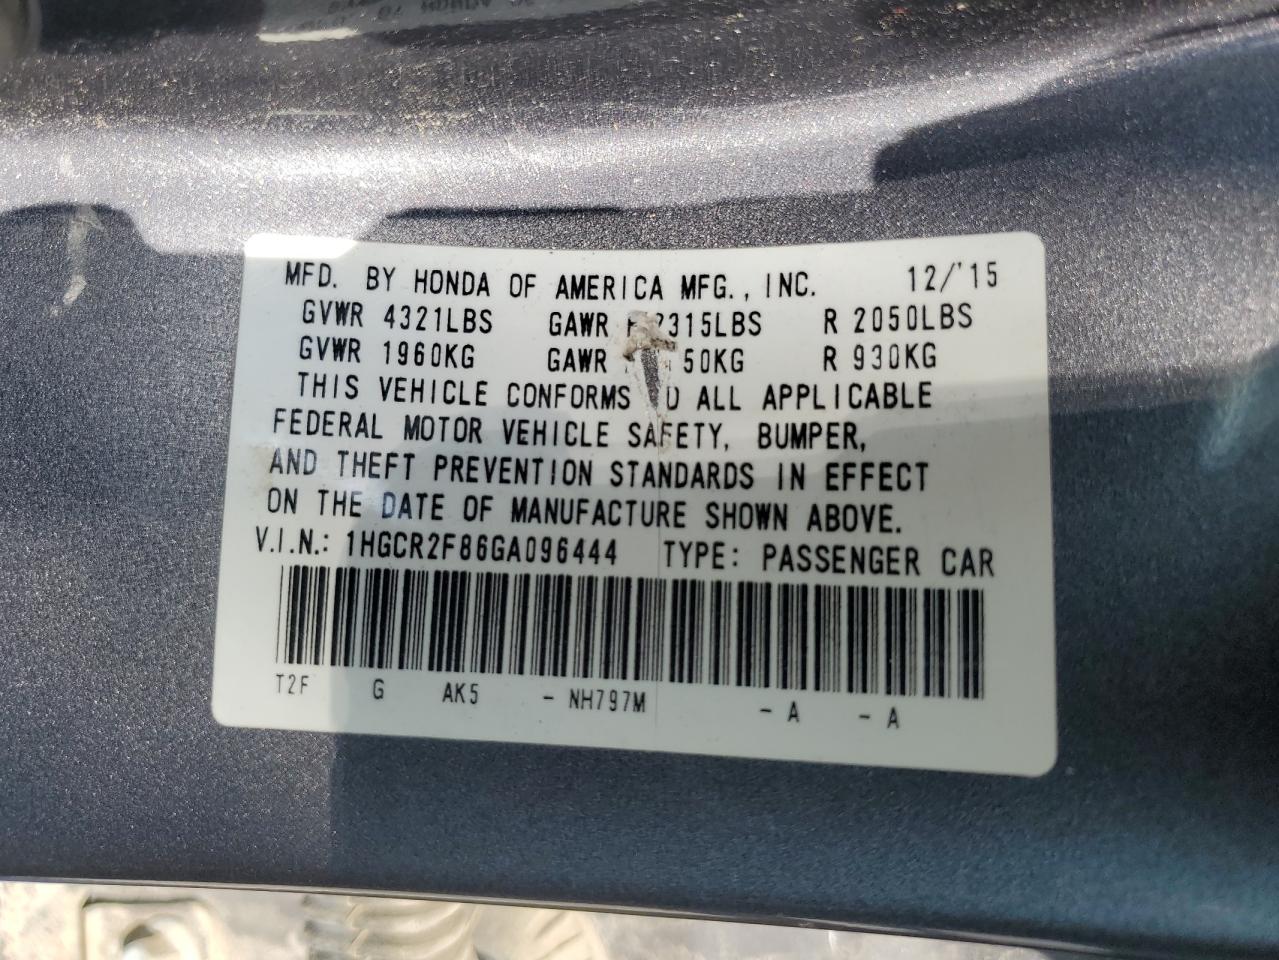 MFD. BY HONDA OF AMERICA MFG., INC. 12/'15
GVWR 4321LBS GAWR 2315LBS R 2050LBS
GVWR 1960KG GAWR R 930KG
THIS VEHICLE CONFORMS ALL APPLICABLE
FEDERAL MOTOR VEHICLE SAFETY, BUMPER,
AND THEFT PREVENTION STANDARDS IN EFFECT
ON THE DATE OF MANUFACTURE SHOWN ABOVE.
V.I.N.: 1HGCR2F86GA096444 TYPE: PASSENGER CAR
T2F G AK5 - NH797M - A - A